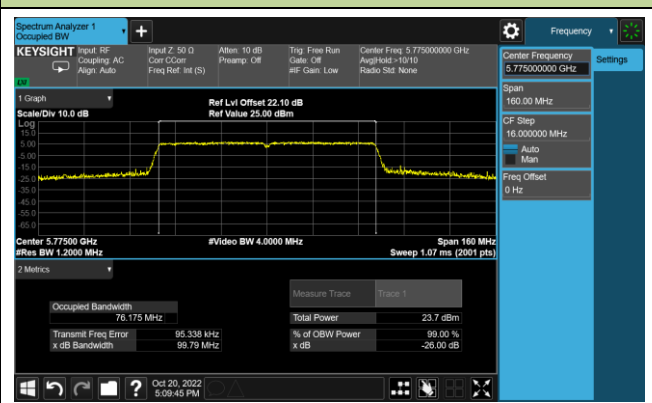 Spectrum Analyzer 1
Occupied BW
+
Frequency
KEYSIGHT
Input: RF
Coupling: AC
Align: Auto
Input Z: 50 Ω
Corr CCorr
Freq Ref: Int (S)
Atten: 10 dB
Preamp: Off
Trig: Free Run
Gate: Off
#IF Gain: Low
Center Freq: 5.775000000 GHz
Avg|Hold:>10/10
Radio Std: None
Center Frequency
5.775000000 GHz
Settings
Span
160.00 MHz
CF Step
16.000000 MHz
Auto
Man
Freq Offset
0 Hz
1 Graph
Scale/Div 10.0 dB
Ref Lvl Offset 22.10 dB
Ref Value 25.00 dBm
Log
15.0
5.00
-5.00
-15.0
-25.0
-35.0
-45.0
-55.0
-65.0
Center 5.77500 GHz
#Res BW 1.2000 MHz
#Video BW 4.0000 MHz
Span 160 MHz
Sweep 1.07 ms (2001 pts)
2 Metrics
Measure Trace
Trace 1
Occupied Bandwidth
76.175 MHz
Total Power
23.7 dBm
Transmit Freq Error
95.338 kHz
% of OBW Power
99.00 %
x dB Bandwidth
99.79 MHz
x dB
-26.00 dB
?
Oct 20, 2022
5:09:45 PM